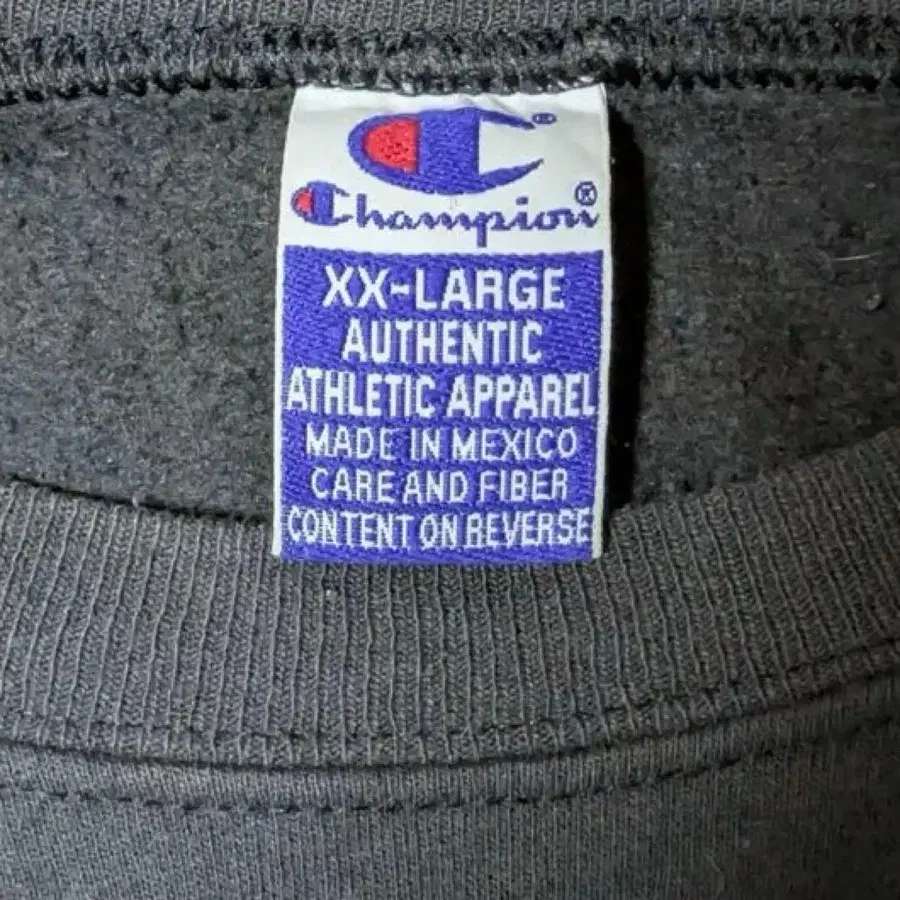 Champion®
XX-LARGE
AUTHENTIC
ATHLETIC APPAREL
MADE IN MEXICO
CARE AND FIBER
CONTENT ON REVERSE